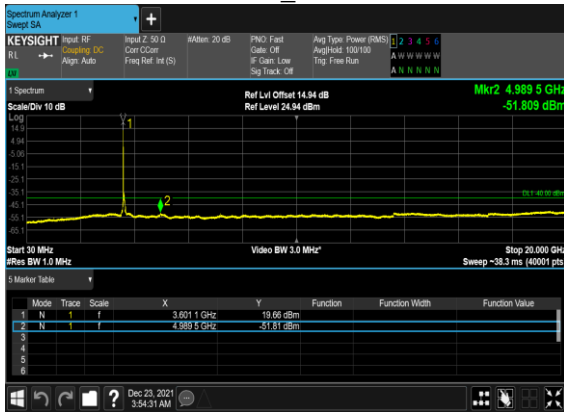 Spectrum Analyzer 1
Swept SA
+
KEYSIGHT
RL
Input: RF
Coupling: DC
Align: Auto
Input Z: 50 Ω
Corr CCorr
Freq Ref: Int (S)
#Atten: 20 dB
PNO: Fast
Gate: Off
IF Gain: Low
Sig Track: Off
Avg Type: Power (RMS)
Avg|Hold: 100/100
Trig: Free Run
1 2 3 4 5 6
A W W W W W
A N N N N N
1 Spectrum
Scale/Div 10 dB
Ref Lvl Offset 14.94 dB
Ref Level 24.94 dBm
Mkr2 4.989 5 GHz
-51.809 dBm
Log
14.9
4.94
-5.06
-15.1
-25.1
-35.1
-45.1
-55.1
-65.1
1
2
DL1 -40.00 dBm
Start 30 MHz
#Res BW 1.0 MHz
Video BW 3.0 MHz*
Stop 20.000 GHz
Sweep ~38.3 ms (40001 pts)
5 Marker Table
Mode Trace Scale X Y Function Function Width Function Value
1 N 1 f 3.601 1 GHz 19.66 dBm
2 N 1 f 4.989 5 GHz -51.81 dBm
3
4
5
6
?
Dec 23, 2021
3:54:31 AM